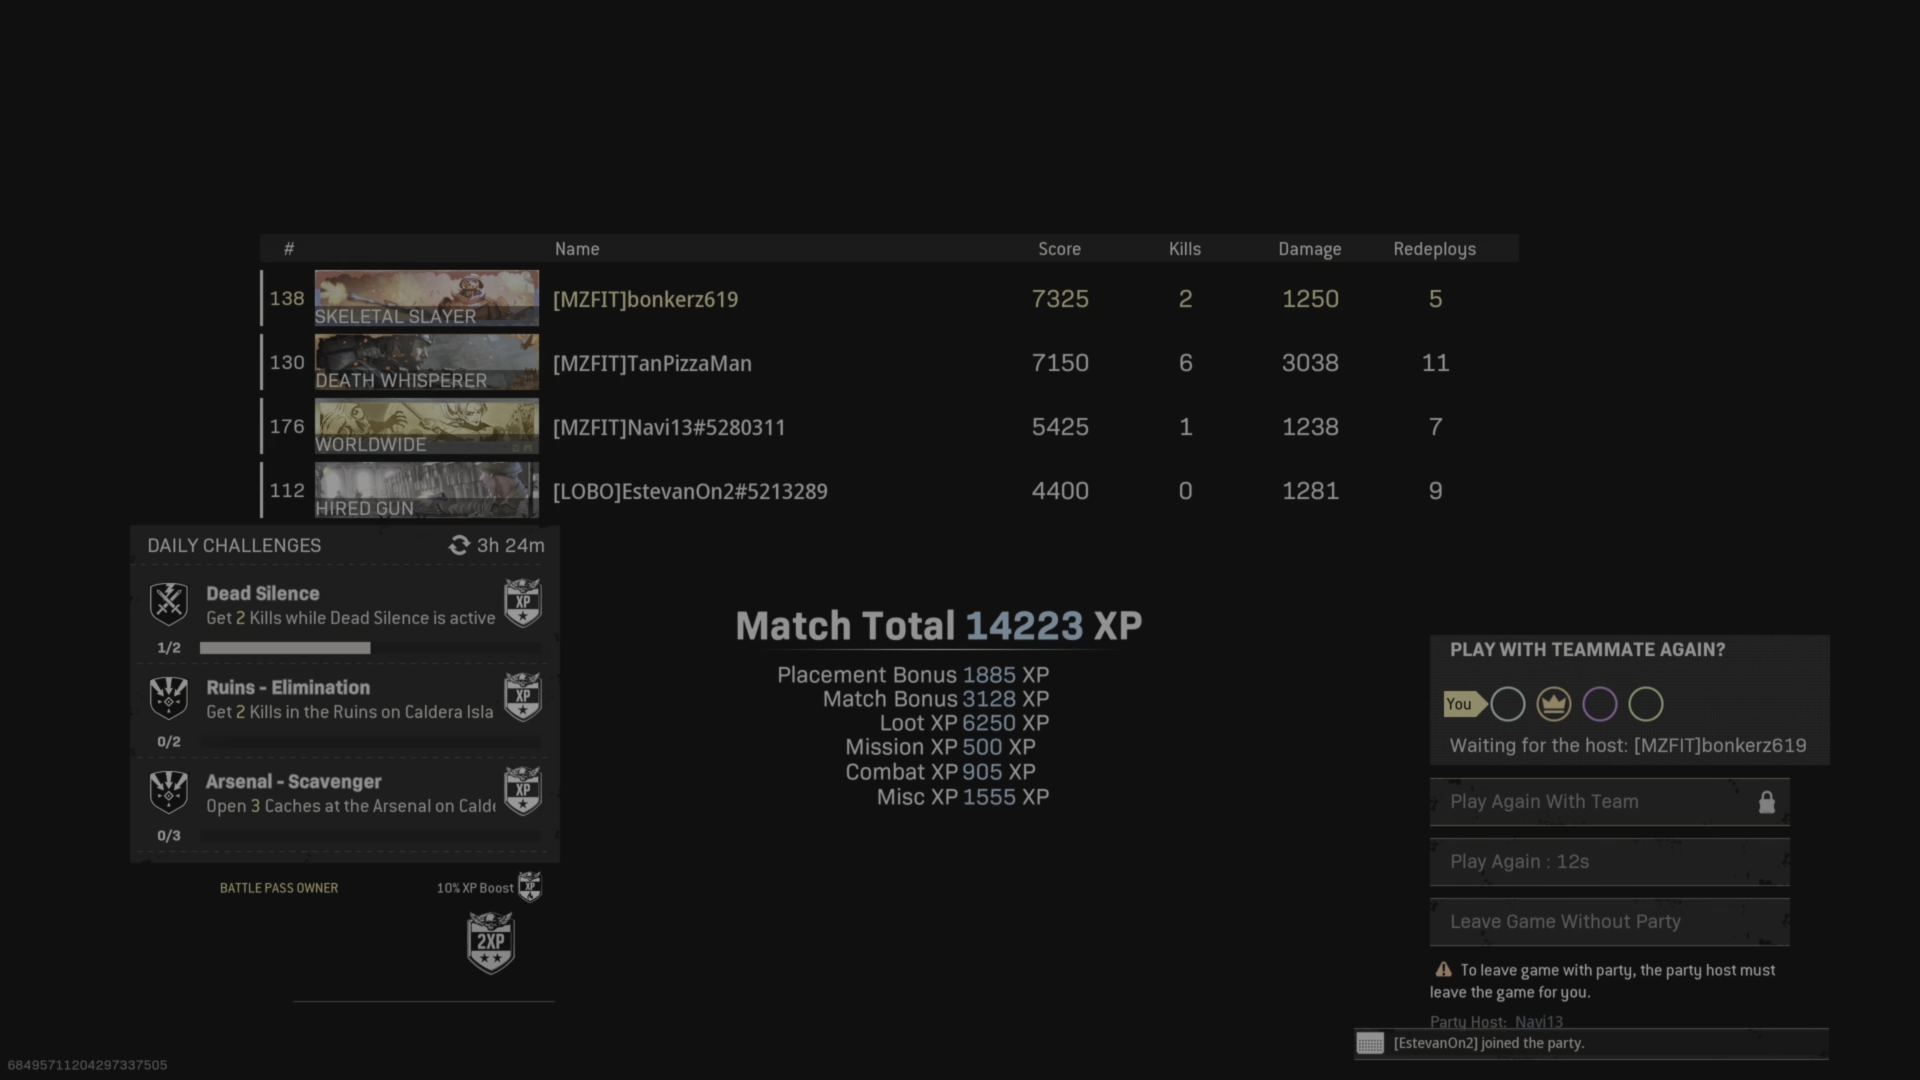 # Name Score Kills Damage Redeploys
138 SKELETAL SLAYER [MZFIT]bonkerz619 7325 2 1250 5
130 DEATH WHISPERER [MZFIT]TanPizzaMan 7150 6 3038 11
176 WORLDWIDE [MZFIT]Navi13#5280311 5425 1 1238 7
112 HIRED GUN [LOBO]EstevanOn2#5213289 4400 0 1281 9
DAILY CHALLENGES 3h 24m
Dead Silence
Get 2 Kills while Dead Silence is active
XP
1/2
Ruins - Elimination
Get 2 Kills in the Ruins on Caldera Isla
XP
0/2
Arsenal - Scavenger
Open 3 Caches at the Arsenal on Calde
XP
0/3
BATTLE PASS OWNER 10% XP Boost XP
2XP
Match Total 14223 XP
Placement Bonus 1885 XP
Match Bonus 3128 XP
Loot XP 6250 XP
Mission XP 500 XP
Combat XP 905 XP
Misc XP 1555 XP
PLAY WITH TEAMMATE AGAIN?
You
Waiting for the host: [MZFIT]bonkerz619
Play Again With Team
Play Again : 12s
Leave Game Without Party
To leave game with party, the party host must
leave the game for you.
Party Host: Navi13
[EstevanOn2] joined the party.
68495711204297337505